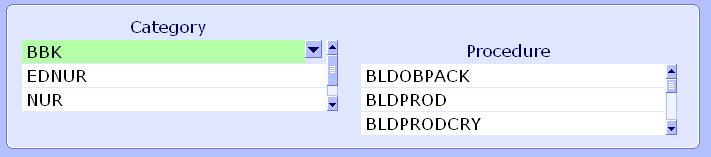 Category
BBK
EDNUR
NUR
Procedure
BLDOBPACK
BLDPROD
BLDPRODCRY